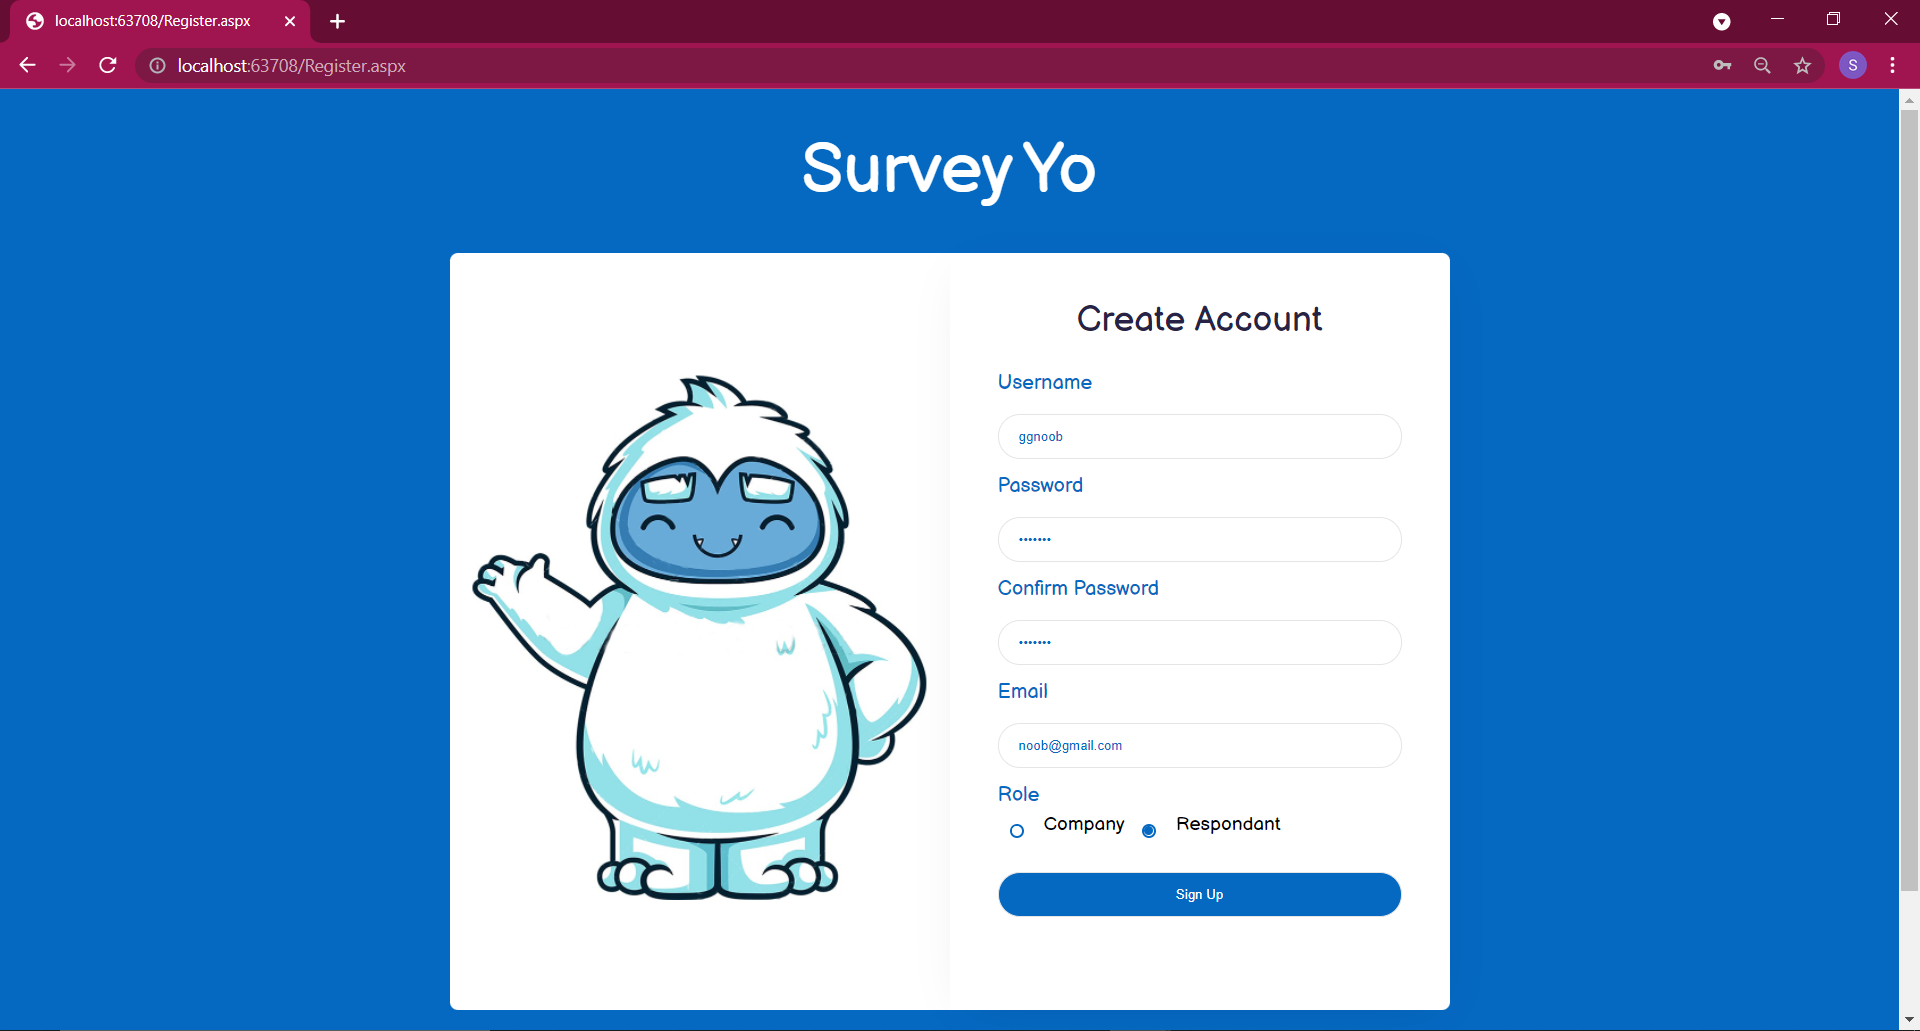 localhost:63708/Register.aspx
localhost:63708/Register.aspx
S
Survey Yo
Create Account
Username
ggnoob
Password
•••••••
Confirm Password
•••••••
Email
noob@gmail.com
Role
Company Respondant
Sign Up